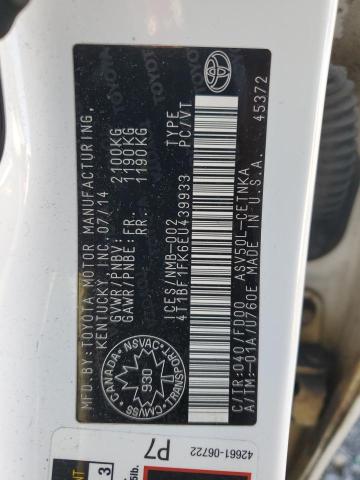 MFD. BY: TOYOTA MOTOR MANUFACTURING,
KENTUCKY, INC. 07/14
GVWR/PNBV: 2100KG
GAWR/PNBE: FR. 1190KG
RR. 1190KG
CANADA
NSVAC
930
TRANSPORT
CMVSS
ICES/NMB-002 TYPE
4T1BF1FK6EU439933 PC/VT
C/TR:040/FD00 ASV50L-CETNKA
A/TM:-01A/U760E MADE IN U.S.A.
45372
TOYOTA
42661-06722
P7
3